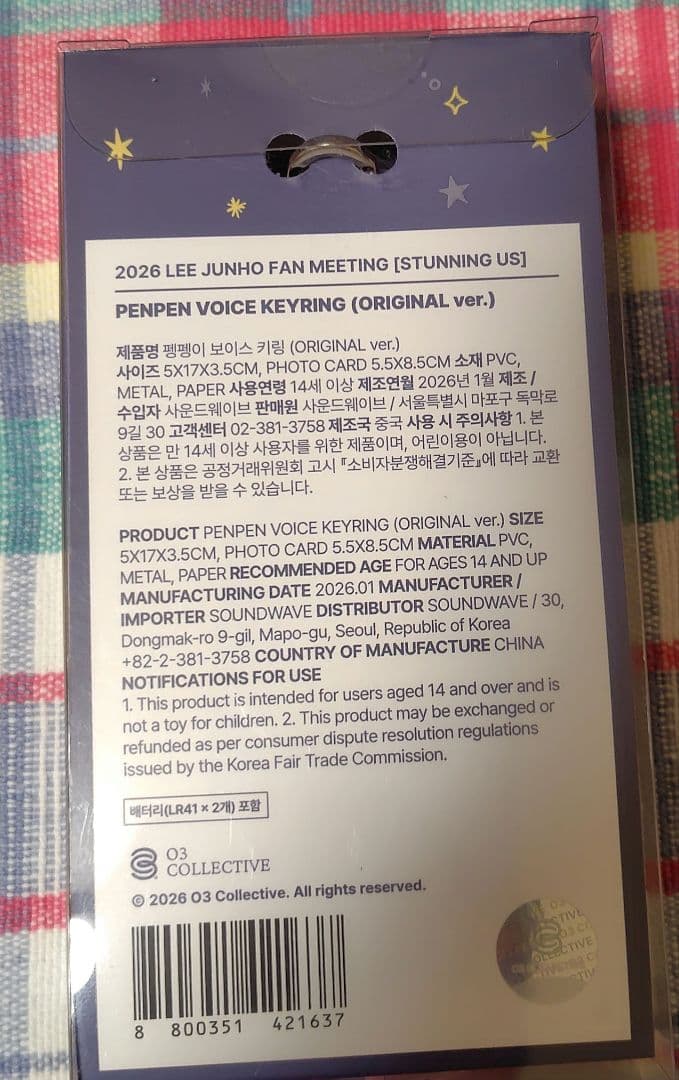 2026 LEE JUNHO FAN MEETING [STUNNING US]
PENPEN VOICE KEYRING (ORIGINAL ver.)
제품명 펭펭이 보이스 키링 (ORIGINAL ver.)
사이즈 5X17X3.5CM, PHOTO CARD 5.5X8.5CM 소재 PVC,
METAL, PAPER 사용연령 14세 이상 제조연월 2026년 1월 제조 /
수입자 사운드웨이브 판매원 사운드웨이브 / 서울특별시 마포구 독막로
9길 30 고객센터 02-381-3758 제조국 중국 사용 시 주의사항 1. 본
상품은 만 14세 이상 사용자를 위한 제품이며, 어린이용이 아닙니다.
2. 본 상품은 공정거래위원회 고시 『소비자분쟁해결기준』에 따라 교환
또는 보상을 받을 수 있습니다.
PRODUCT PENPEN VOICE KEYRING (ORIGINAL ver.) SIZE
5X17X3.5CM, PHOTO CARD 5.5X8.5CM MATERIAL PVC,
METAL, PAPER RECOMMENDED AGE FOR AGES 14 AND UP
MANUFACTURING DATE 2026.01 MANUFACTURER /
IMPORTER SOUNDWAVE DISTRIBUTOR SOUNDWAVE / 30,
Dongmak-ro 9-gil, Mapo-gu, Seoul, Republic of Korea
+82-2-381-3758 COUNTRY OF MANUFACTURE CHINA
NOTIFICATIONS FOR USE
1. This product is intended for users aged 14 and over and is
not a toy for children. 2. This product may be exchanged or
refunded as per consumer dispute resolution regulations
issued by the Korea Fair Trade Commission.
배터리(LR41 × 2개) 포함
O3
COLLECTIVE
© 2026 O3 Collective. All rights reserved.
8 800351 421637